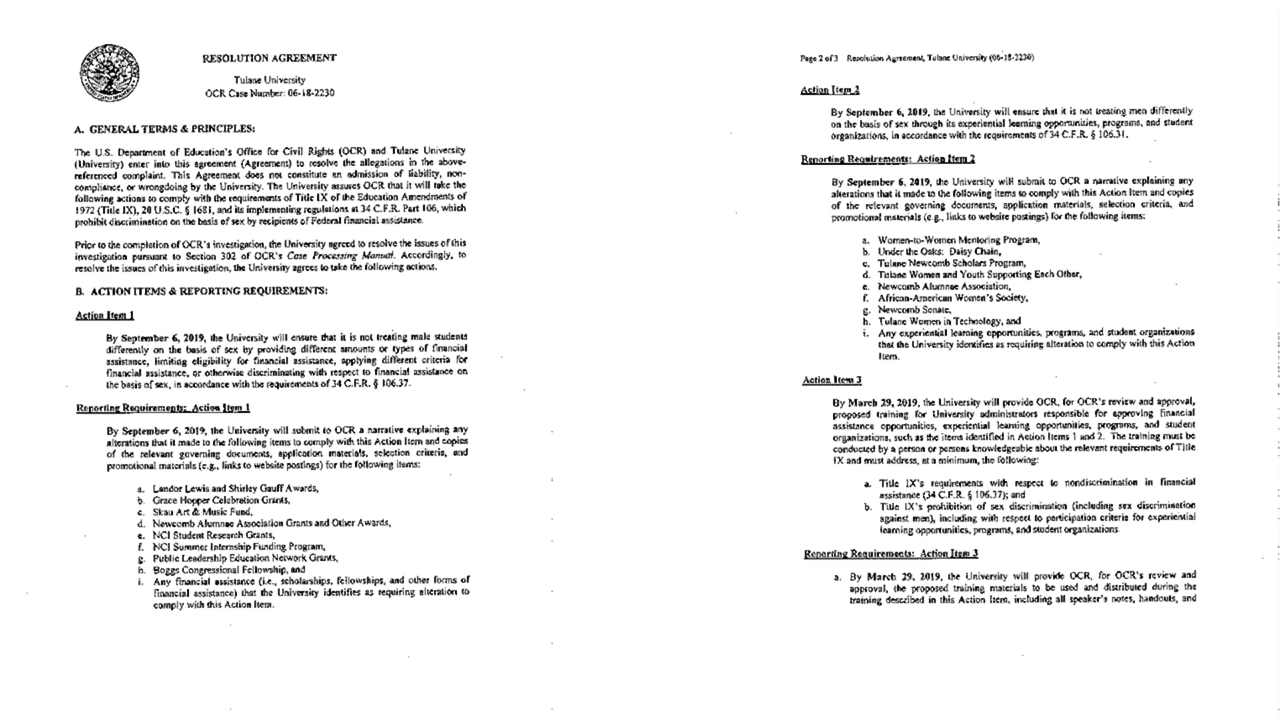 RESOLUTION AGREEMENT
Tulane University
OCR Case Number: 06-18-2230
A. GENERAL TERMS & PRINCIPLES:
The U.S. Department of Education's Office for Civil Rights (OCR) and Tulane University
(University) enter into this agreement (Agreement) to resolve the allegations in the above-
referenced complaint. This Agreement does not constitute an admission of liability, non-
compliance, or wrongdoing by the University. The University assures OCR that it will take the
following actions to comply with the requirements of Title IX of the Education Amendments of
1972 (Title IX), 20 U.S.C. § 1681, and its implementing regulations at 34 C.F.R. Part 106, which
prohibit discrimination on the basis of sex by recipients of Federal financial assistance.
Prior to the completion of OCR's investigation, the University agreed to resolve the issues of this
investigation pursuant to Section 302 of OCR's Case Processing Manual. Accordingly, to
resolve the issues of this investigation, the University agrees to take the following actions.
B. ACTION ITEMS & REPORTING REQUIREMENTS:
Action Item 1
By September 6, 2019, the University will ensure that it is not treating male students
differently on the basis of sex by providing different amounts or types of financial
assistance, limiting eligibility for financial assistance, applying different criteria for
financial assistance, or otherwise discriminating with respect to financial assistance on
the basis of sex, in accordance with the requirements of 34 C.F.R. § 106.37.
Reporting Requirements: Action Item 1
By September 6, 2019, the University will submit to OCR a narrative explaining any
alterations that it made to the following items to comply with this Action Item and copies
of the relevant governing documents, application materials, selection criteria, and
promotional materials (e.g., links to website postings) for the following items:
a. Landor Lewis and Shirley Gauff Awards,
b. Grace Hopper Celebration Grants,
c. Skau Art & Music Fund,
d. Newcomb Alumnae Association Grants and Other Awards,
e. NCI Student Research Grants,
f. NCI Summer Internship Funding Program,
g. Public Leadership Education Network Grants,
h. Boggs Congressional Fellowship, and
i. Any financial assistance (i.e., scholarships, fellowships, and other forms of
financial assistance) that the University identifies as requiring alteration to
comply with this Action Item.
Page 2 of 3 Resolution Agreement, Tulane University (06-18-2230)
Action Item 2
By September 6, 2019, the University will ensure that it is not treating men differently
on the basis of sex through its experiential learning opportunities, programs, and student
organizations, in accordance with the requirements of 34 C.F.R. § 106.31.
Reporting Requirements: Action Item 2
By September 6, 2019, the University will submit to OCR a narrative explaining any
alterations that it made to the following items to comply with this Action Item and copies
of the relevant governing documents, application materials, selection criteria, and
promotional materials (e.g., links to website postings) for the following items:
a. Women-to-Women Mentoring Program,
b. Under the Oaks: Daisy Chain,
c. Tulane Newcomb Scholars Program,
d. Tulane Women and Youth Supporting Each Other,
e. Newcomb Alumnae Association,
f. African-American Women's Society,
g. Newcomb Senate,
h. Tulane Women in Technology, and
i. Any experiential learning opportunities, programs, and student organizations
that the University identifies as requiring alteration to comply with this Action
Item.
Action Item 3
By March 29, 2019, the University will provide OCR, for OCR's review and approval,
proposed training for University administrators responsible for approving financial
assistance opportunities, experiential learning opportunities, programs, and student
organizations, such as the items identified in Action Items 1 and 2. The training must be
conducted by a person or persons knowledgeable about the relevant requirements of Title
IX and must address, at a minimum, the following:
a. Title IX's requirements with respect to nondiscrimination in financial
assistance (34 C.F.R. § 106.37); and
b. Title IX's prohibition of sex discrimination (including sex discrimination
against men), including with respect to participation criteria for experiential
learning opportunities, programs, and student organizations.
Reporting Requirements: Action Item 3
a. By March 29, 2019, the University will provide OCR, for OCR's review and
approval, the proposed training materials to be used and distributed during the
training described in this Action Item, including all speaker's notes, handouts, and